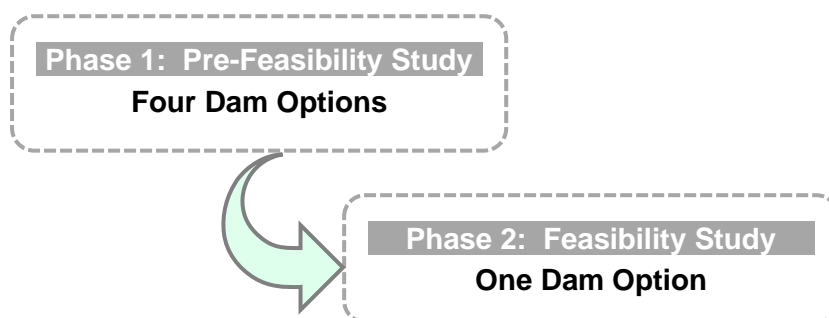 Phase 1:  Pre-Feasibility Study
Four Dam Options
Phase 2:  Feasibility Study
One Dam Option